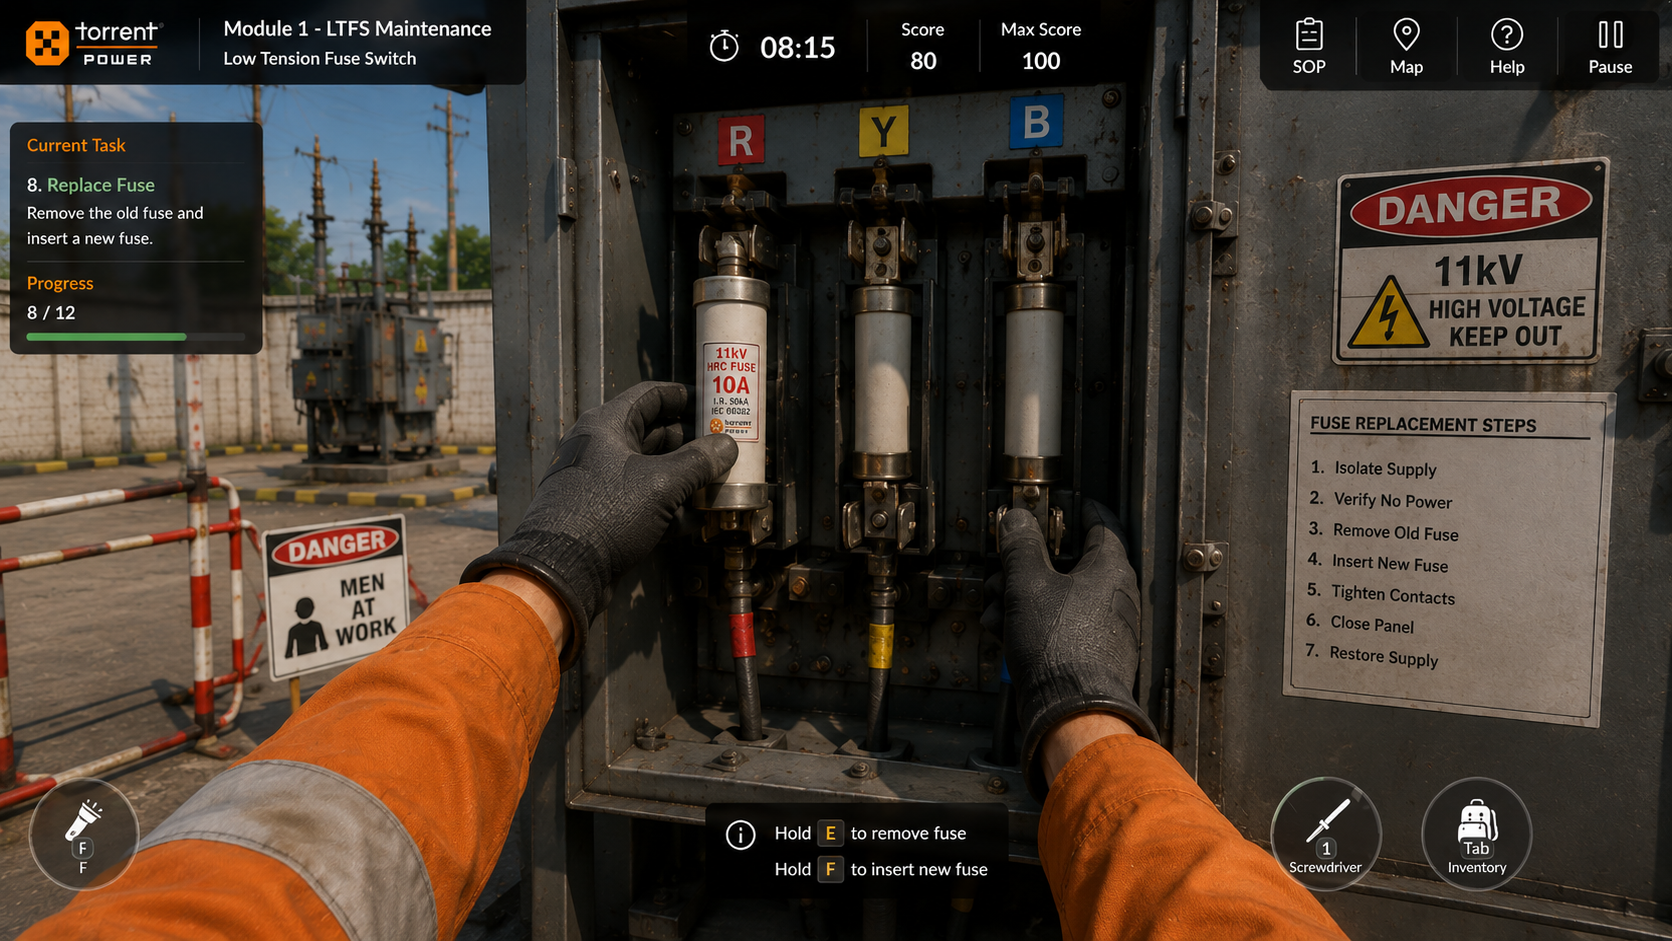 torrent
POWER
Module 1 - LTFS Maintenance
Low Tension Fuse Switch
08:15
Score
80
Max Score
100
SOP
Map
Help
Pause
Current Task
8. Replace Fuse
Remove the old fuse and
insert a new fuse.
Progress
8 / 12
R
Y
B
11kV
HRC FUSE
10A
torrent
POWER
DANGER
MEN
AT
WORK
DANGER
11kV
HIGH VOLTAGE
KEEP OUT
FUSE REPLACEMENT STEPS
1. Isolate Supply
2. Verify No Power
3. Remove Old Fuse
4. Insert New Fuse
5. Tighten Contacts
6. Close Panel
7. Restore Supply
F
F
Hold E to remove fuse
Hold F to insert new fuse
1
Screwdriver
Tab
Inventory